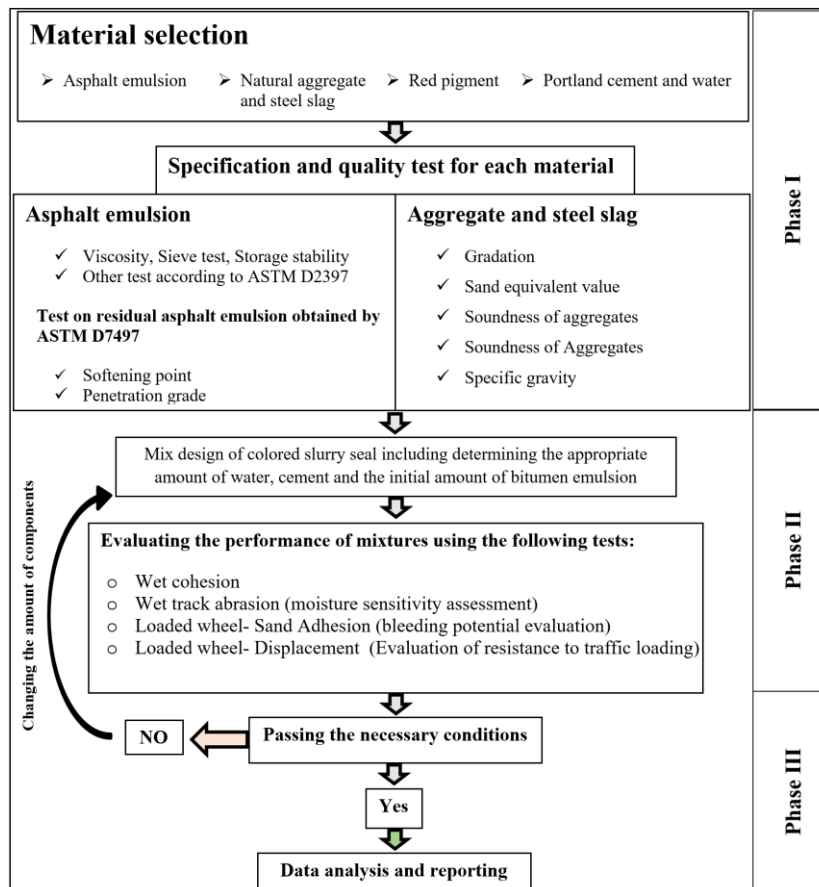 Material selection
➢ Asphalt emulsion
➢ Natural aggregate
and steel slag
➢ Red pigment
➢ Portland cement and water
Specification and quality test for each material
Asphalt emulsion
✓ Viscosity, Sieve test, Storage stability
✓ Other test according to ASTM D2397
Test on residual asphalt emulsion obtained by
ASTM D7497
✓ Softening point
✓ Penetration grade
Aggregate and steel slag
✓ Gradation
✓ Sand equivalent value
✓ Soundness of aggregates
✓ Soundness of Aggregates
✓ Specific gravity
Phase I
Mix design of colored slurry seal including determining the appropriate
amount of water, cement and the initial amount of bitumen emulsion
Evaluating the performance of mixtures using the following tests:
o Wet cohesion
o Wet track abrasion (moisture sensitivity assessment)
o Loaded wheel- Sand Adhesion (bleeding potential evaluation)
o Loaded wheel- Displacement (Evaluation of resistance to traffic loading)
Phase II
Changing the amount of components
NO
Passing the necessary conditions
Yes
Data analysis and reporting
Phase III